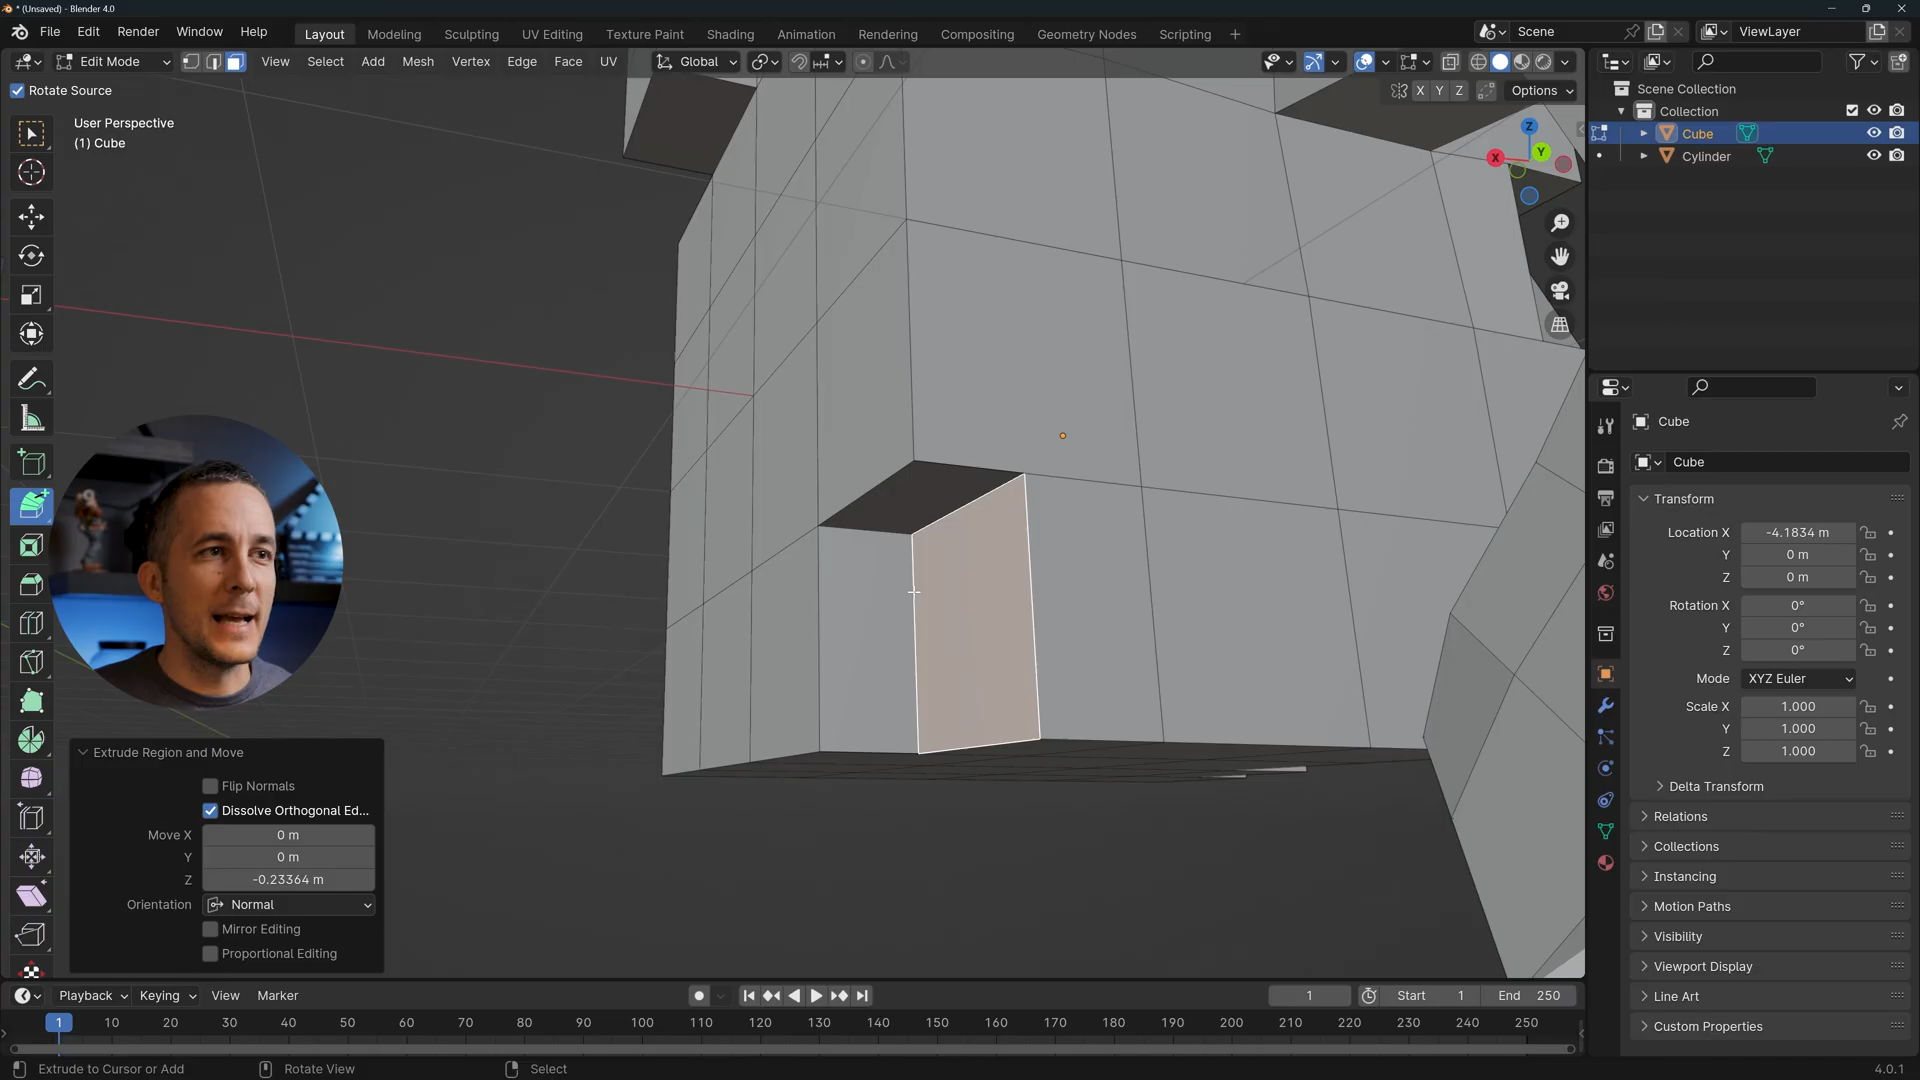 * (Unsaved) - Blender 4.0
File Edit Render Window Help
Layout Modeling Sculpting UV Editing Texture Paint Shading Animation Rendering Compositing Geometry Nodes Scripting +
Scene
ViewLayer
Edit Mode View Select Add Mesh Vertex Edge Face UV
Global
Rotate Source
X Y Z Options
User Perspective
(1) Cube
Z
X
Y
Scene Collection
Collection
Cube
Cylinder
Cube
Cube
Transform
Location X -4.1834 m
Y 0 m
Z 0 m
Rotation X 0°
Y 0°
Z 0°
Mode XYZ Euler
Scale X 1.000
Y 1.000
Z 1.000
Delta Transform
Relations
Collections
Instancing
Motion Paths
Visibility
Viewport Display
Line Art
Custom Properties
Extrude Region and Move
Flip Normals
Dissolve Orthogonal Ed...
Move X 0 m
Y 0 m
Z -0.23364 m
Orientation Normal
Mirror Editing
Proportional Editing
Playback Keying View Marker
1 Start 1 End 250
1 10 20 30 40 50 60 70 80 90 100 110 120 130 140 150 160 170 180 190 200 210 220 230 240 250
Extrude to Cursor or Add Rotate View Select 4.0.1